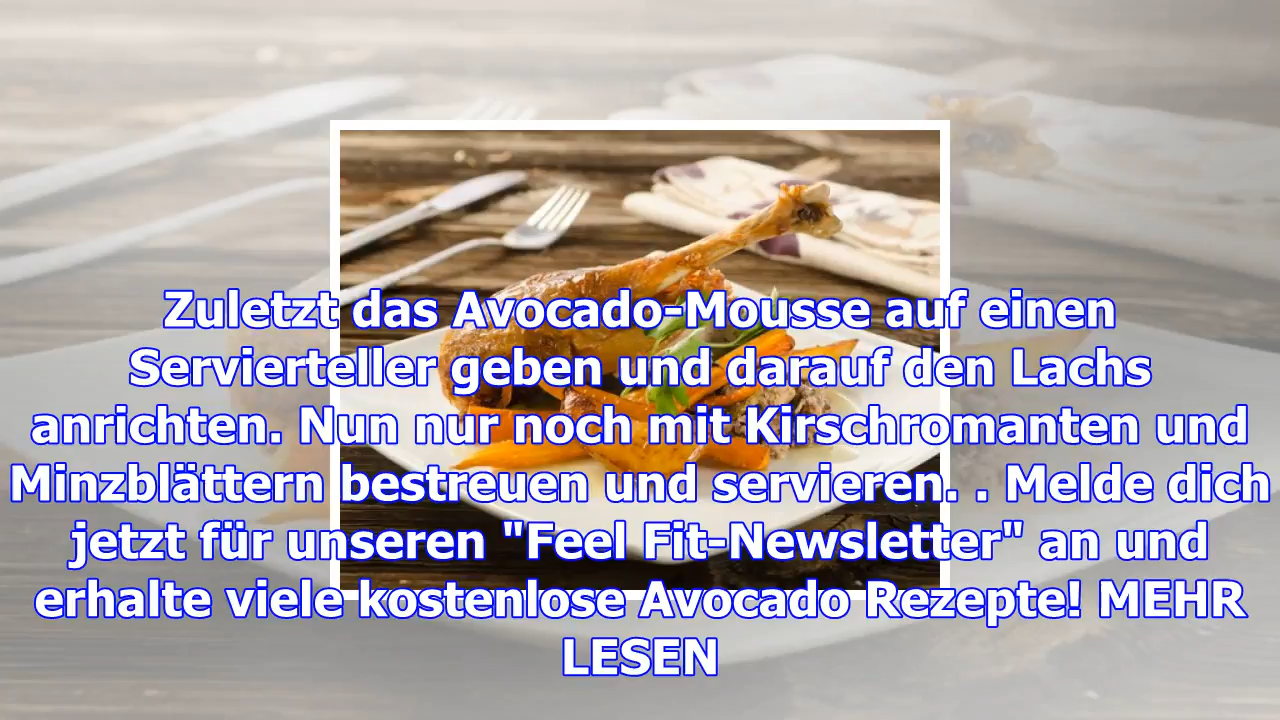 Zuletzt das Avocado-Mousse auf einen
Servierteller geben und darauf den Lachs
anrichten. Nun nur noch mit Kirschromanten und
Minzblättern bestreuen und servieren. . Melde dich
jetzt für unseren "Feel Fit-Newsletter" an und
erhalte viele kostenlose Avocado Rezepte! MEHR
LESEN